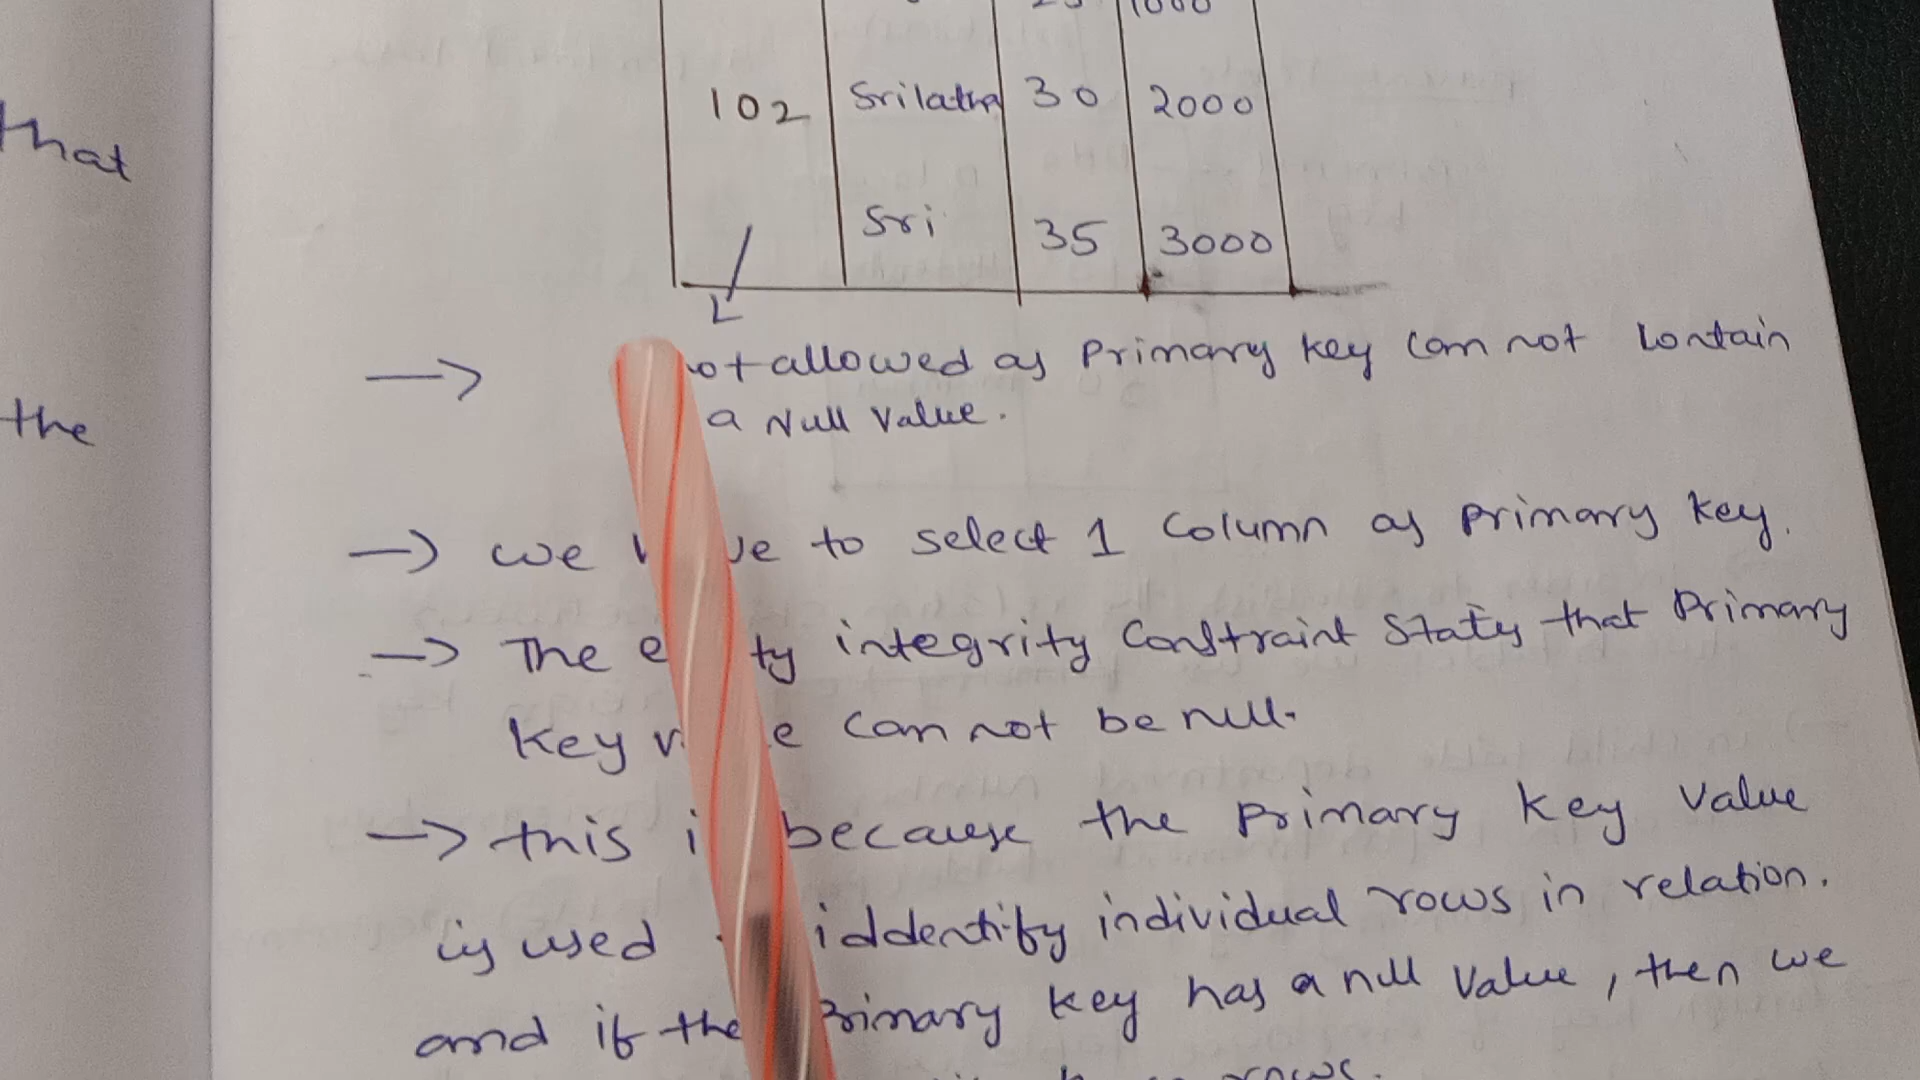 1000
102 Srilatha 30 2000
Sri 35 3000
that
allowed as Primary key can not contain
a Null Value.
the
→ we to select 1 Column as primary key.
→ The integrity Constraint States that Primary
key can not be null.
→ this because the primary key value
is used iddentify individual rows in relation.
and if the primary key has a null value, then we
rows.